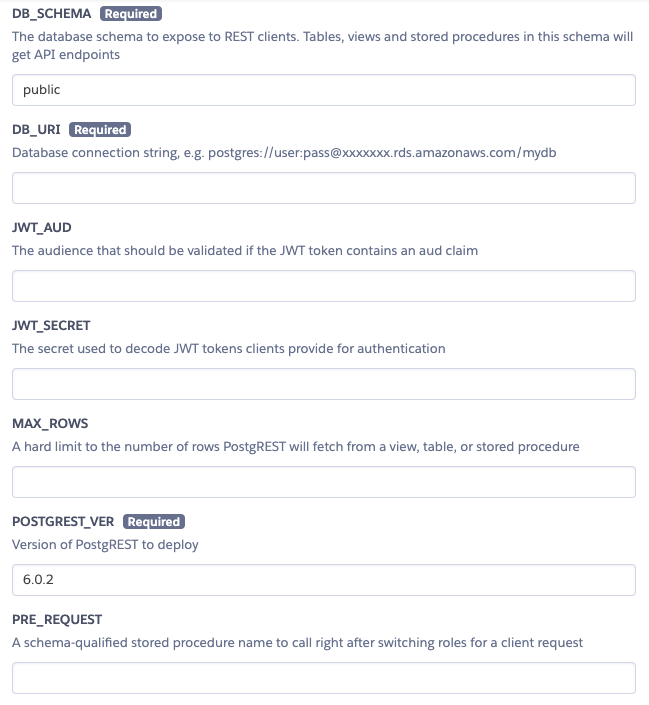 DB_SCHEMA Required
The database schema to expose to REST clients. Tables, views and stored procedures in this schema will
get API endpoints
public
DB_URI Required
Database connection string, e.g. postgres://user:pass@xxxxxxx.rds.amazonaws.com/mydb
JWT_AUD
The audience that should be validated if the JWT token contains an aud claim
JWT_SECRET
The secret used to decode JWT tokens clients provide for authentication
MAX_ROWS
A hard limit to the number of rows PostgREST will fetch from a view, table, or stored procedure
POSTGREST_VER Required
Version of PostgREST to deploy
6.0.2
PRE_REQUEST
A schema-qualified stored procedure name to call right after switching roles for a client request